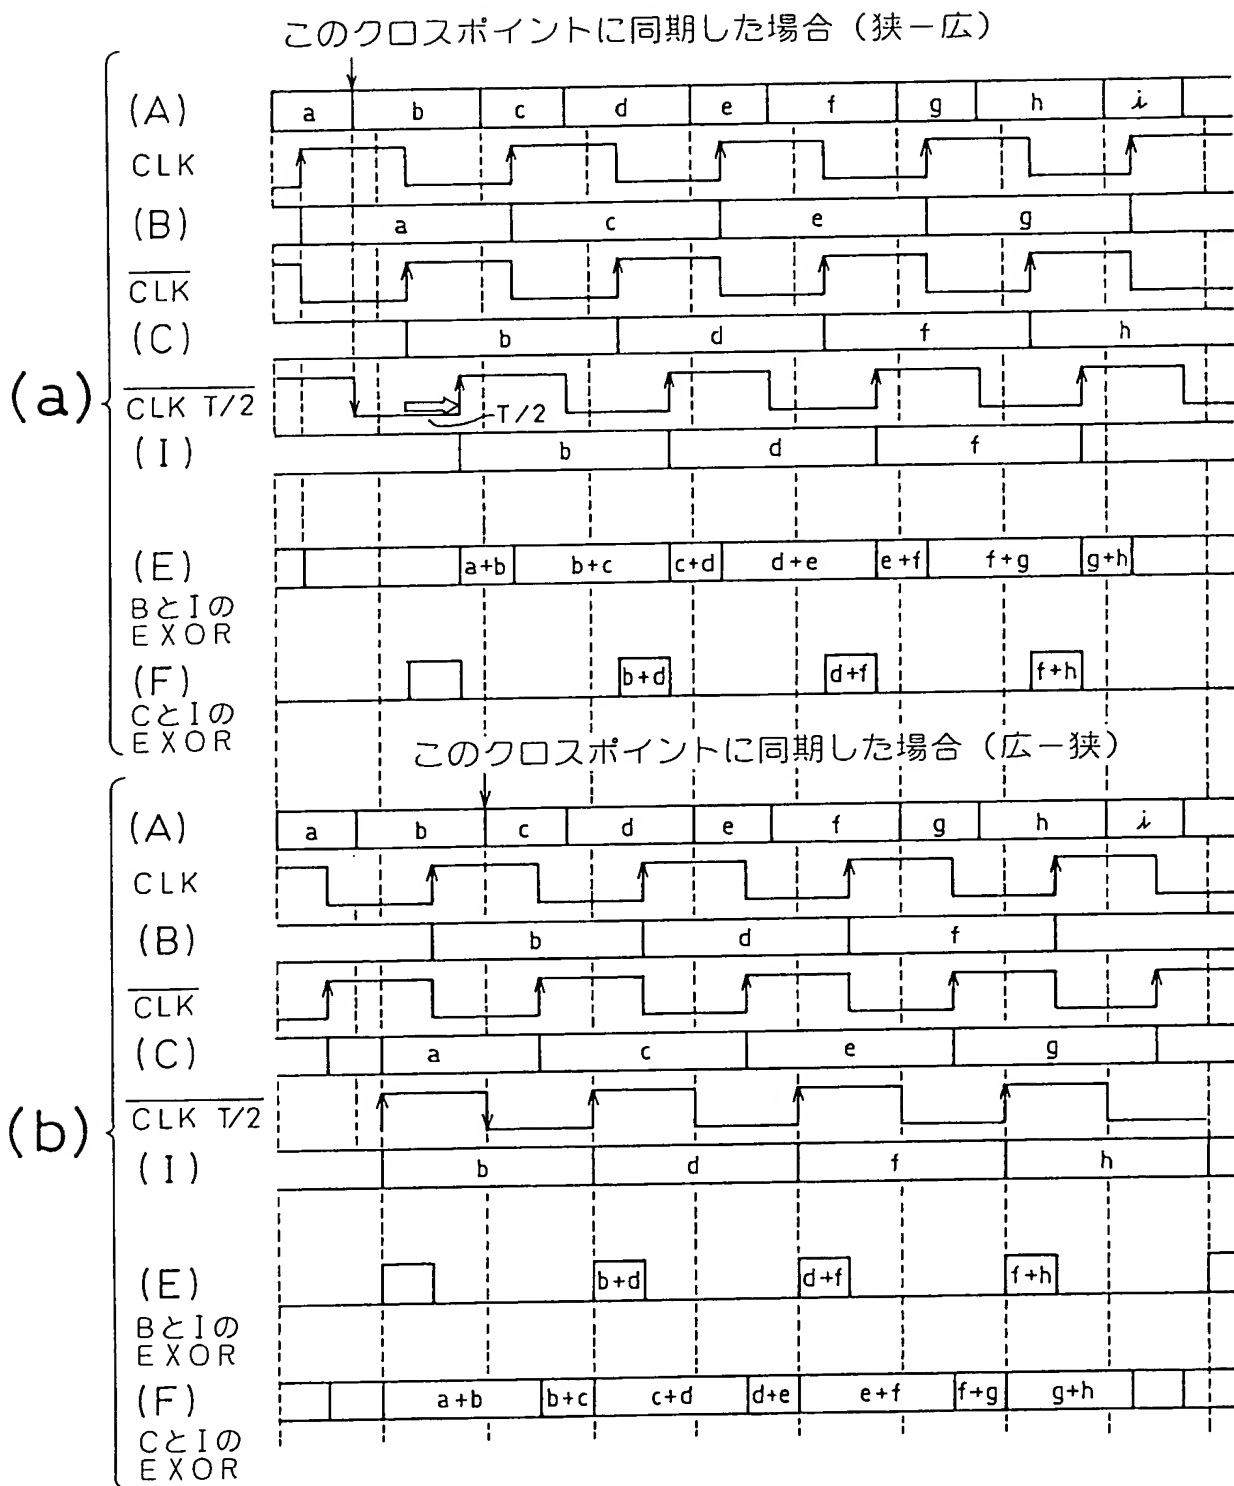 このクロスポイントに同期した場合（狭ー広）
(a)
(A) a b c d e f g h i
CLK
(B) a c e g
CLK
(C) b d f h
CLK T/2 T/2
(I) b d f
(E) a+b b+c c+d d+e e+f f+g g+h
BとIの
EXOR
(F) b+d d+f f+h
CとIの
EXOR
このクロスポイントに同期した場合（広ー狭）
(b)
(A) a b c d e f g h i
CLK
(B) b d f
CLK
(C) a c e g
CLK T/2
(I) b d f h
(E) b+d d+f f+h
BとIの
EXOR
(F) a+b b+c c+d d+e e+f f+g g+h
CとIの
EXOR